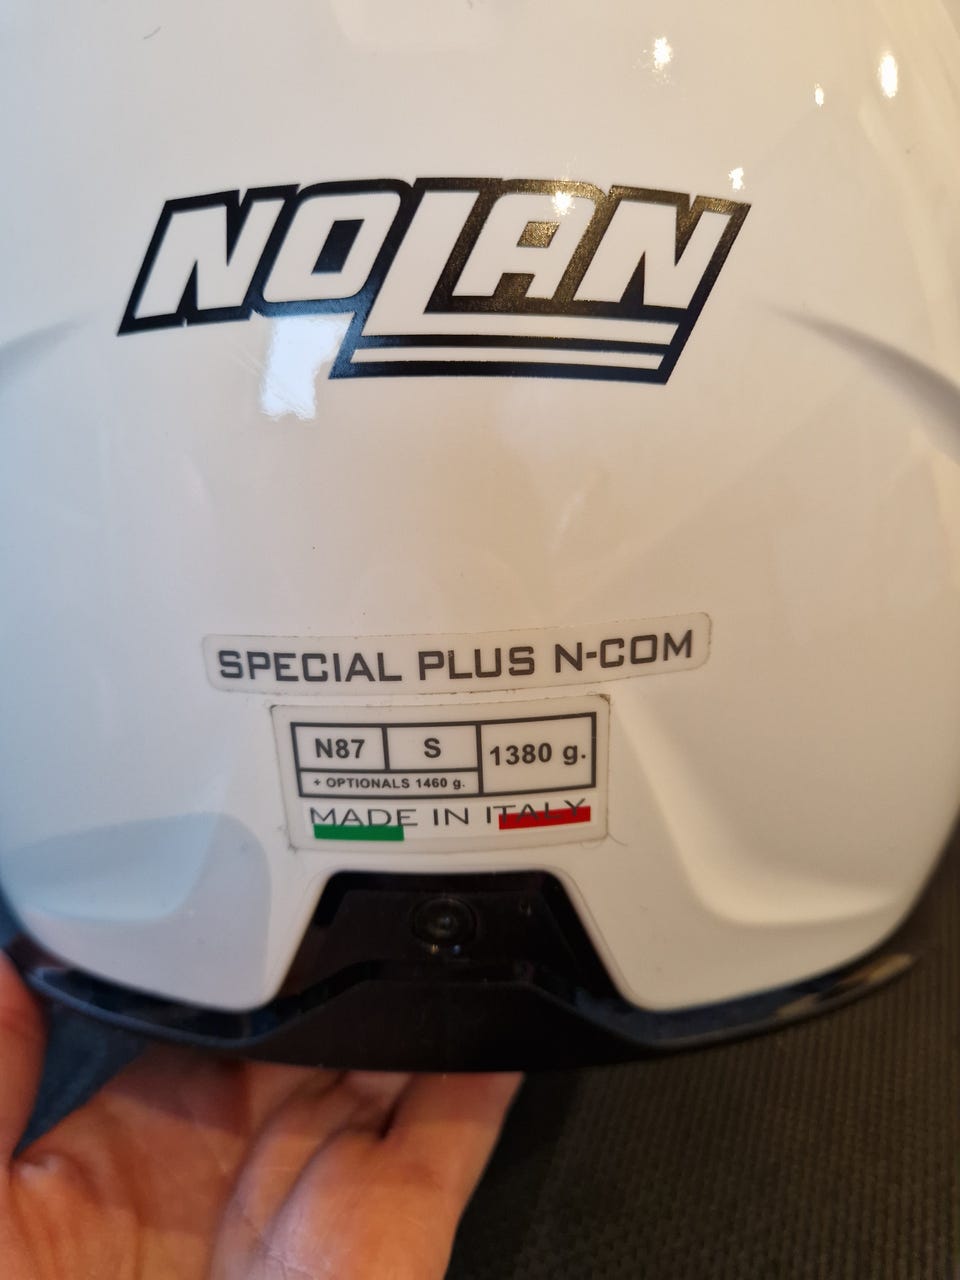 NOLAN
SPECIAL PLUS N-COM
N87 S 1380 g.
+ OPTIONALS 1460 g.
MADE IN ITALY